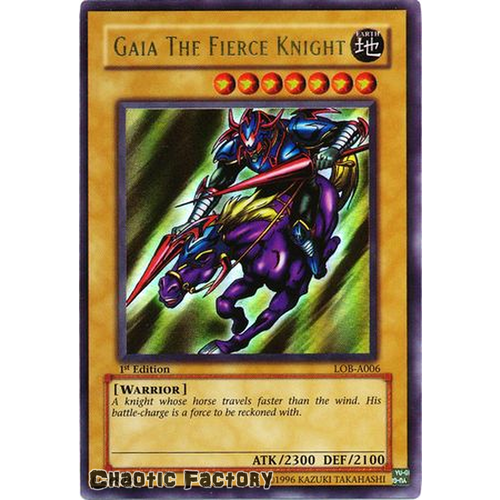 GAIA THE FIERCE KNIGHT
EARTH
地
1st Edition
LOB-A006
[WARRIOR]
A knight whose horse travels faster than the wind. His
battle-charge is a force to be reckoned with.
ATK/2300 DEF/2100
Chaotic Factory
1996 KAZUKI TAKAHASHI